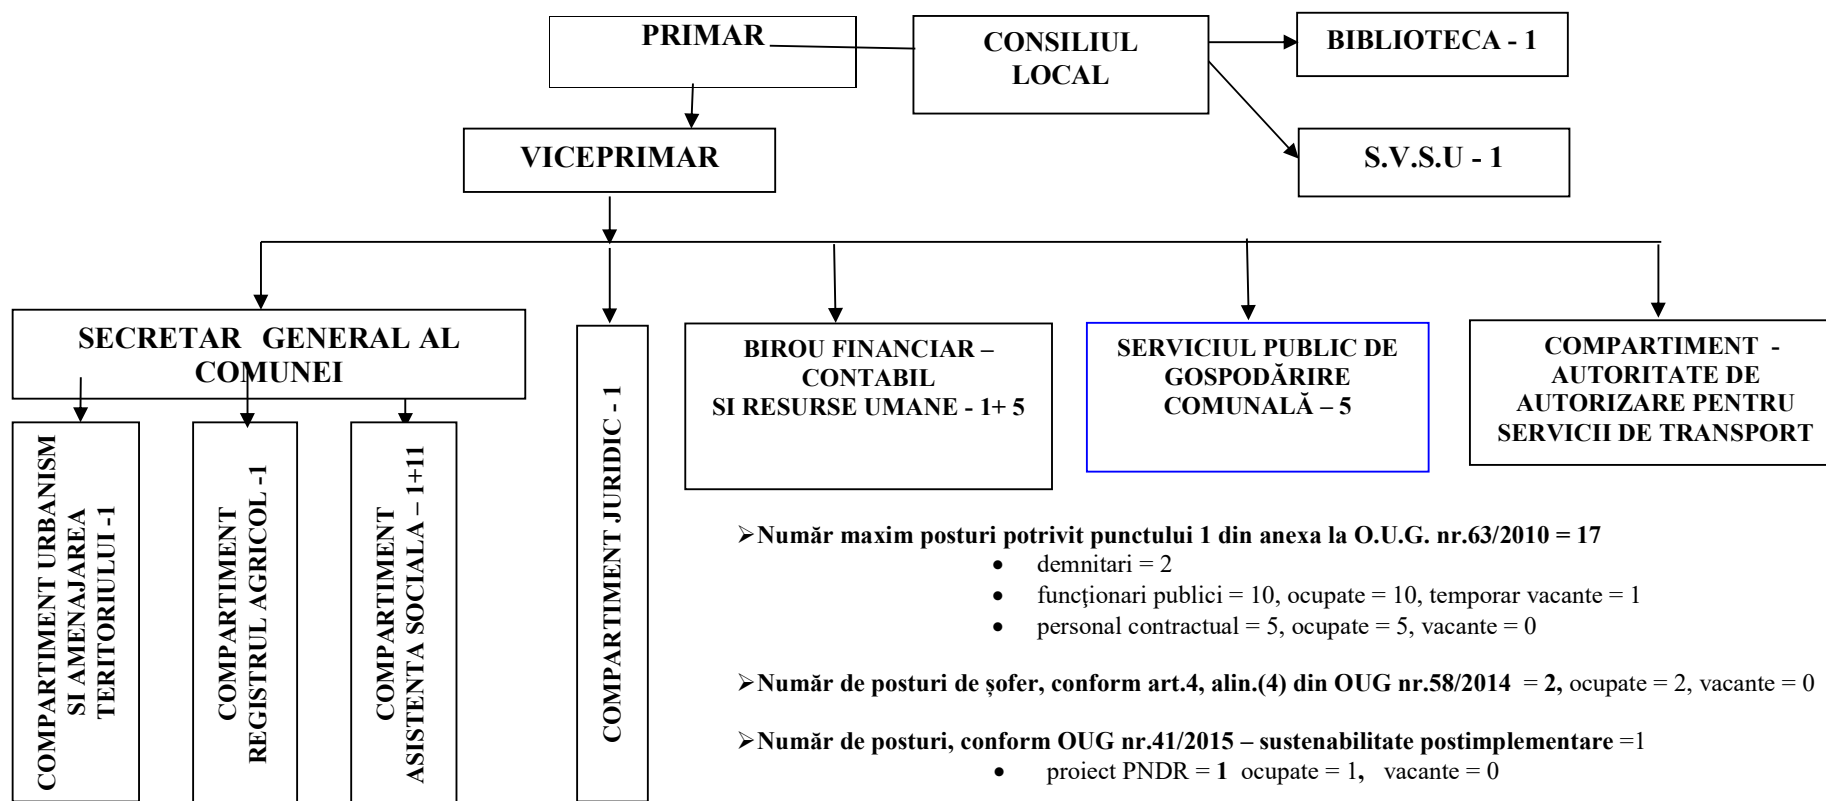 PRIMAR
CONSILIUL
LOCAL
BIBLIOTECA - 1
VICEPRIMAR
S.V.S.U - 1
SECRETAR GENERAL AL
COMUNEI
COMPARTIMENT URBANISM
SI AMENAJAREA
TERITORIULUI -1
COMPARTIMENT
REGISTRUL AGRICOL -1
COMPARTIMENT
ASISTENTA SOCIALA – 1+11
COMPARTIMENT JURIDIC - 1
BIROU FINANCIAR –
CONTABIL
SI RESURSE UMANE - 1+ 5
SERVICIUL PUBLIC DE
GOSPODĂRIRE
COMUNALĂ – 5
COMPARTIMENT -
AUTORITATE DE
AUTORIZARE PENTRU
SERVICII DE TRANSPORT
➢Număr maxim posturi potrivit punctului 1 din anexa la O.U.G. nr.63/2010 = 17
• demnitari = 2
• funcţionari publici = 10, ocupate = 10, temporar vacante = 1
• personal contractual = 5, ocupate = 5, vacante = 0
➢Număr de posturi de șofer, conform art.4, alin.(4) din OUG nr.58/2014 = 2, ocupate = 2, vacante = 0
➢Număr de posturi, conform OUG nr.41/2015 – sustenabilitate postimplementare =1
• proiect PNDR = 1 ocupate = 1, vacante = 0